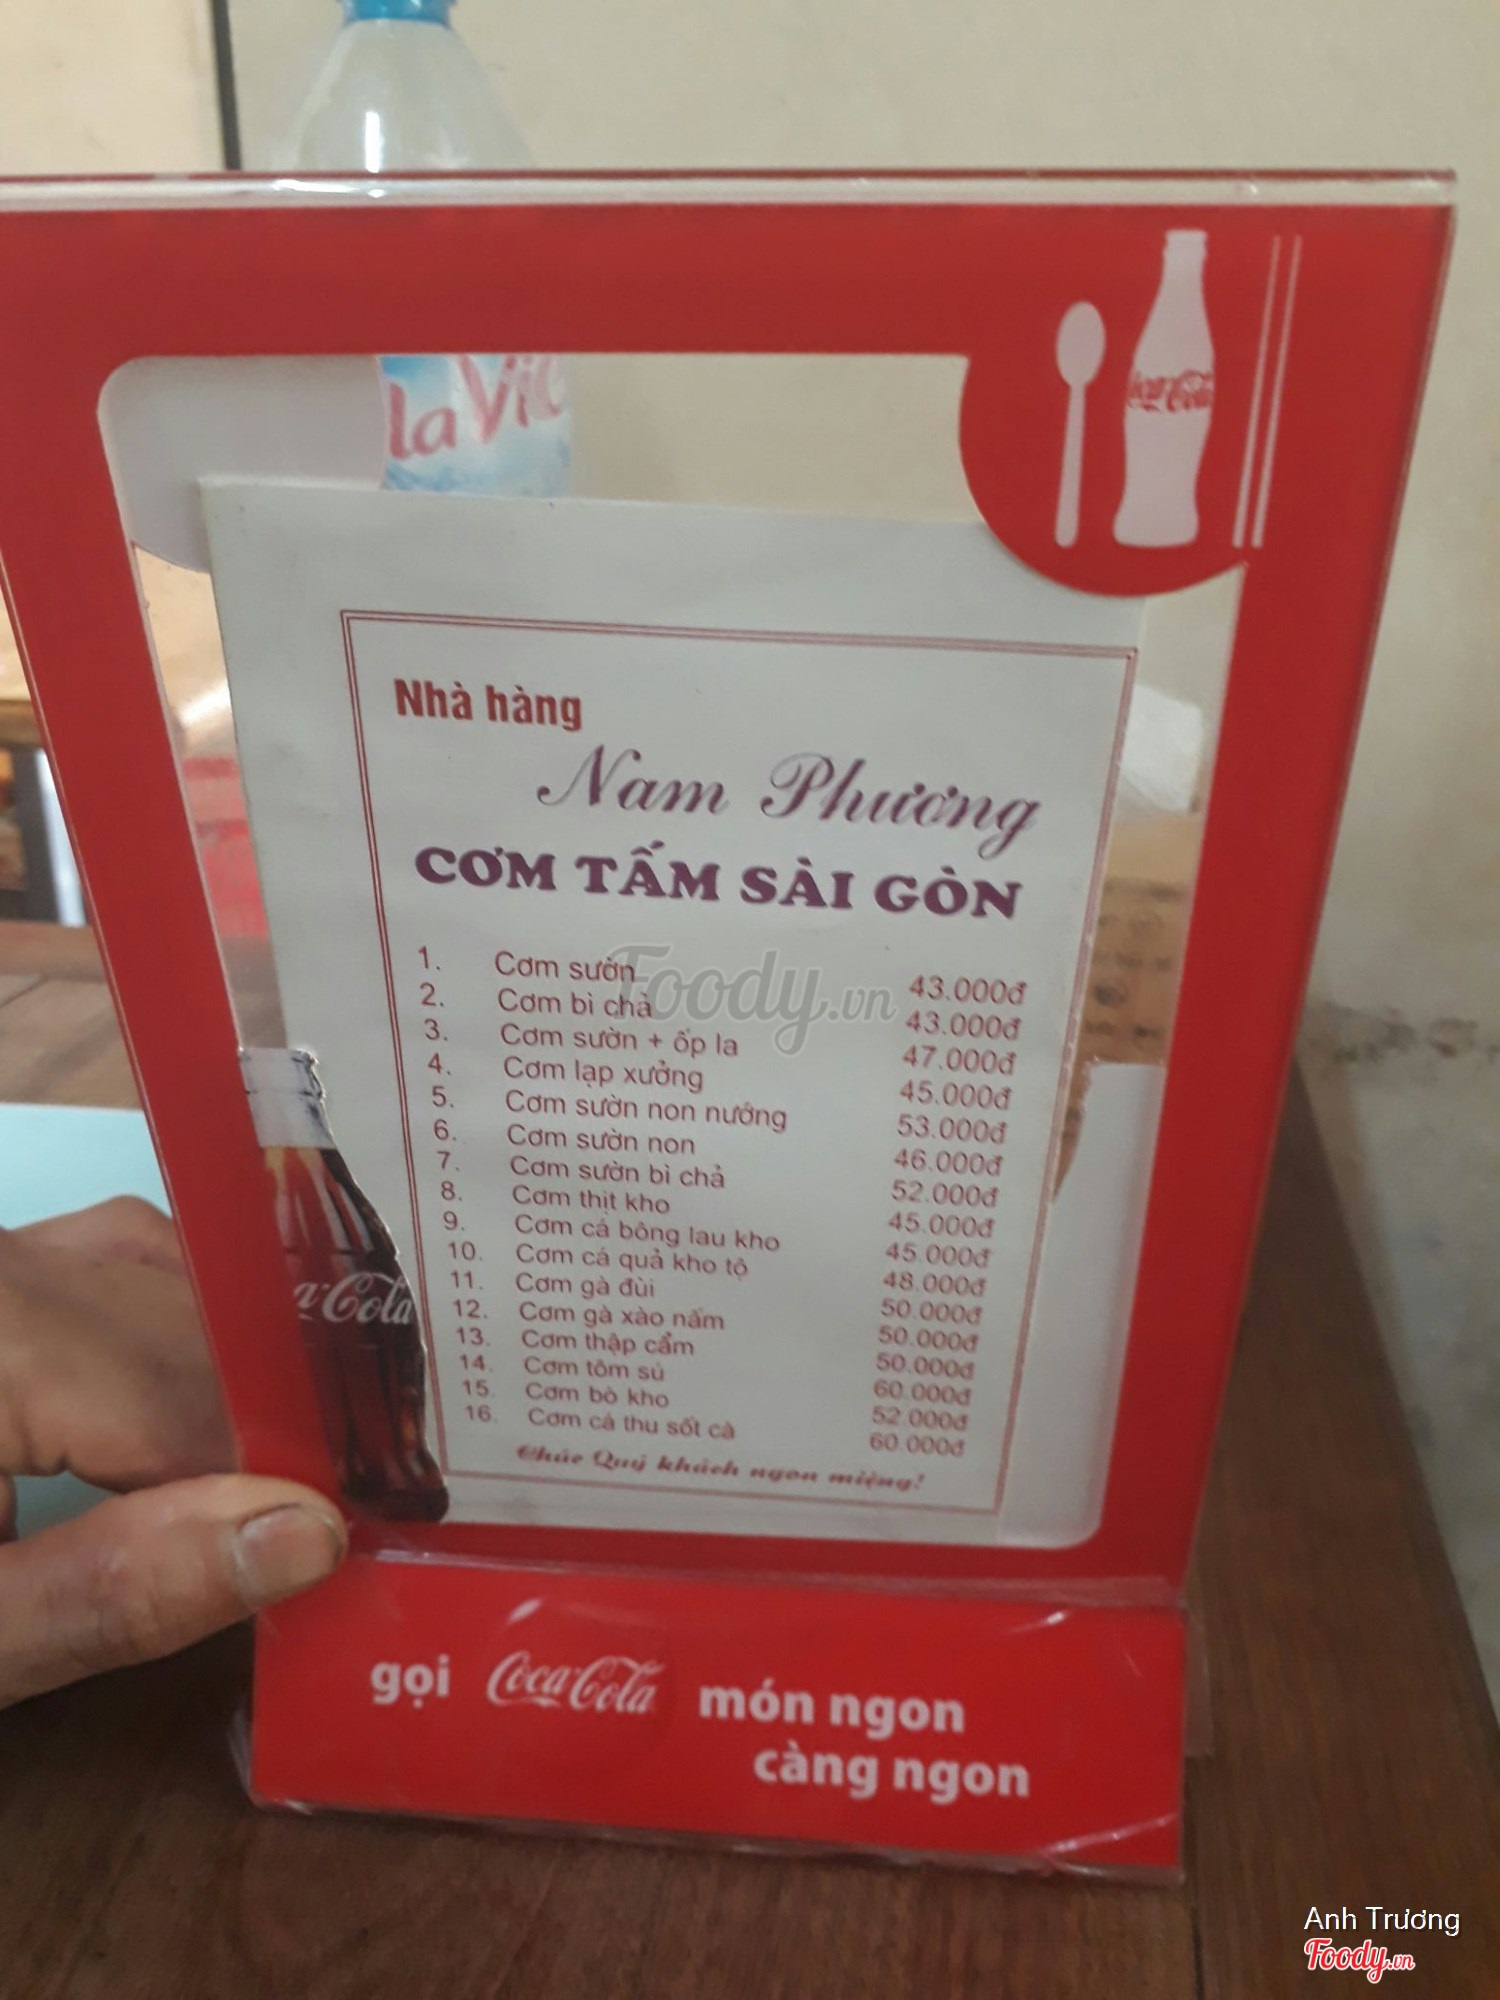 la Vie
Coca-Cola
Nhà hàng
Nam Phương
CƠM TẤM SÀI GÒN
1. Cơm sườn 43.000đ
2. Cơm bì chả 43.000đ
3. Cơm sườn + ốp la 47.000đ
4. Cơm lạp xưởng 45.000đ
5. Cơm sườn non nướng 53.000đ
6. Cơm sườn non 46.000đ
7. Cơm sườn bì chả 52.000đ
8. Cơm thịt kho 45.000đ
9. Cơm cá bông lau kho 45.000đ
10. Cơm cá quả kho tộ 48.000đ
11. Cơm gà đùi 50.000đ
12. Cơm gà xào nấm 50.000đ
13. Cơm thập cẩm 50.000đ
14. Cơm tôm sú 60.000đ
15. Cơm bò kho 52.000đ
16. Cơm cá thu sốt cà 60.000đ
Chúc Quý khách ngon miệng!
a-Cola
gọi Coca-Cola món ngon
càng ngon
Foody.vn
Anh Trương
Foody.vn